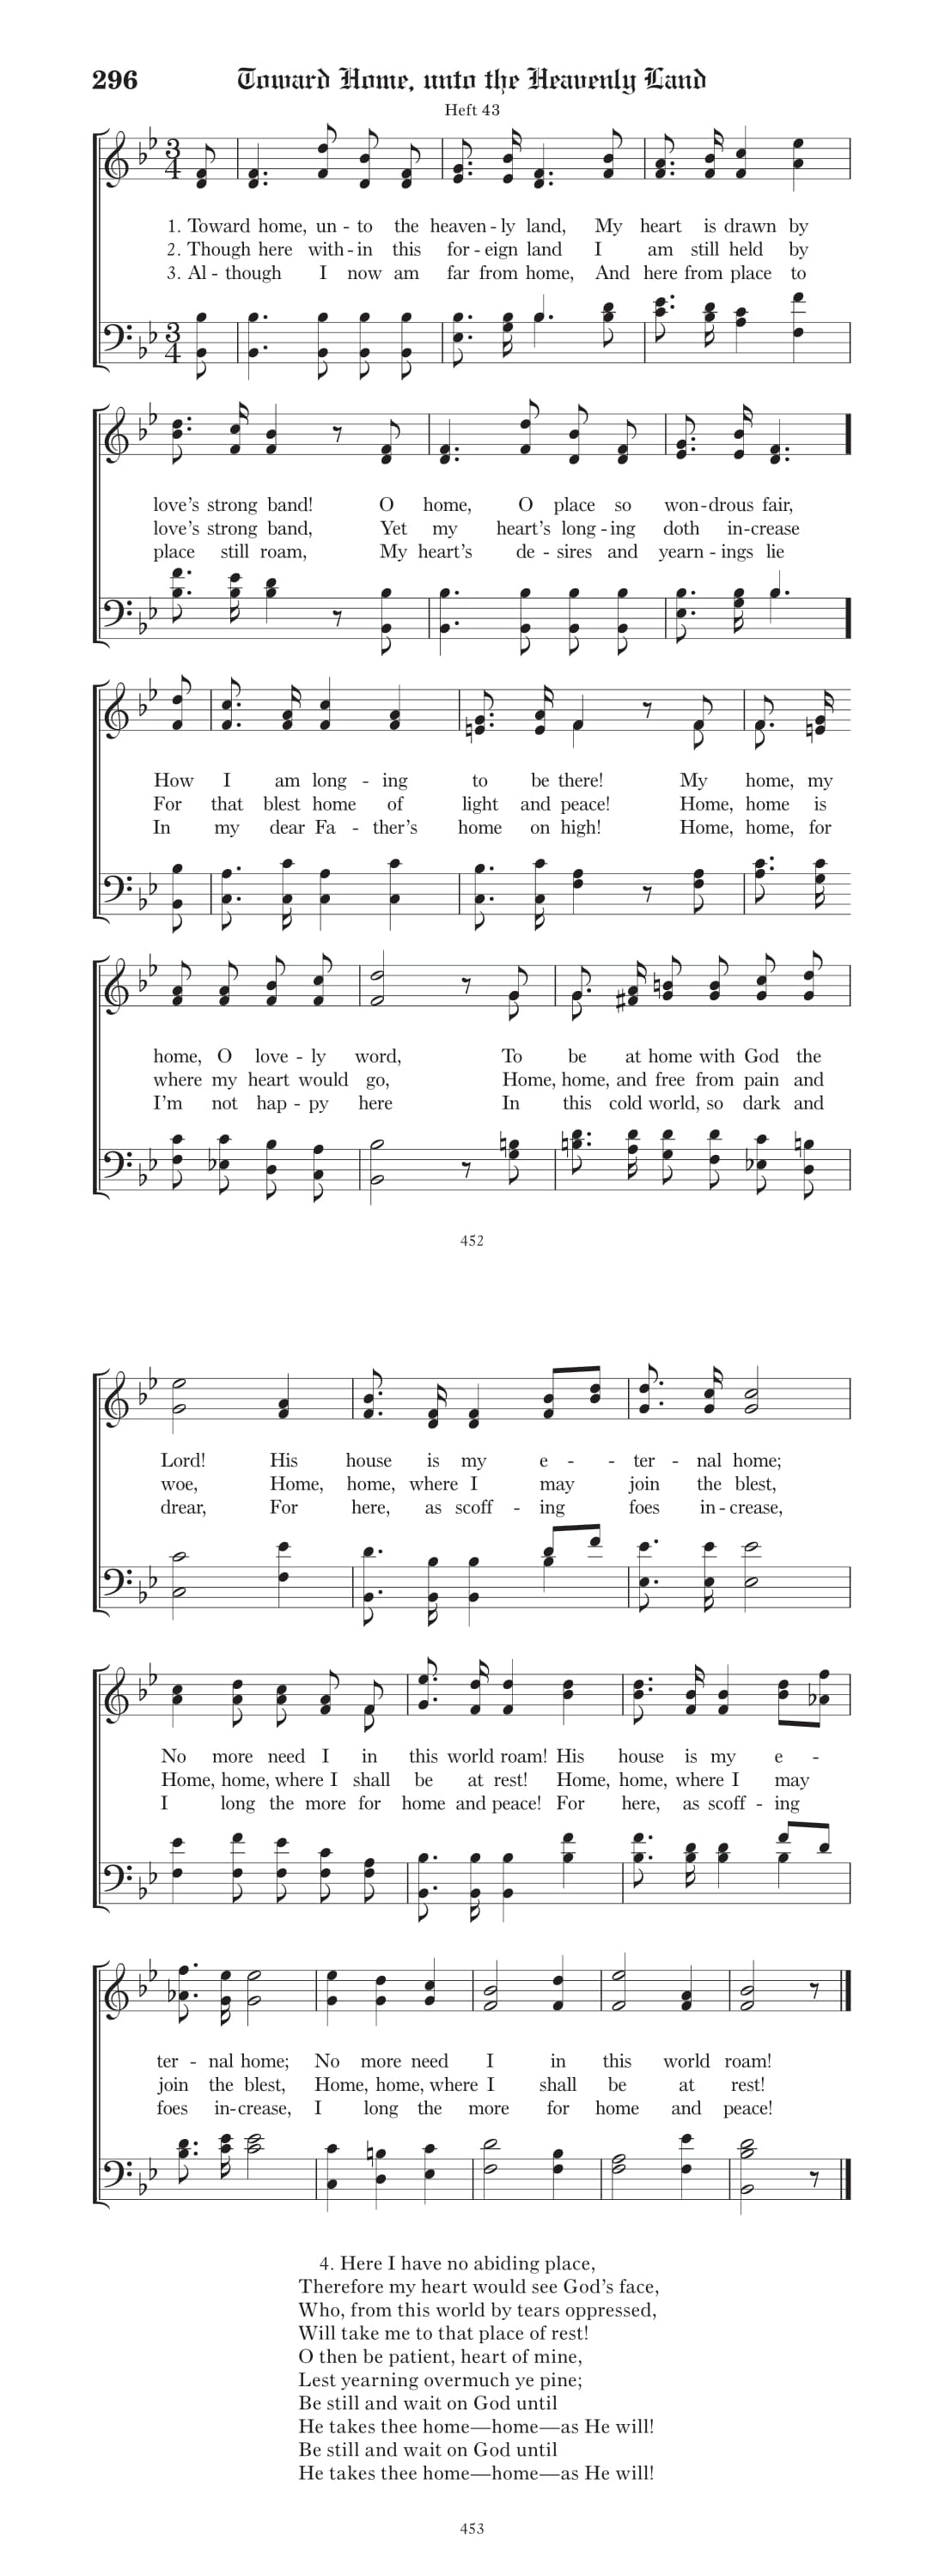 296 Toward Home, unto the Heavenly Land
Heft 43
3
4
1. Toward home, un - to the heaven - ly land, My heart is drawn by
2. Though here with - in this for - eign land I am still held by
3. Al - though I now am far from home, And here from place to
3
4
love's strong band! O home, O place so won - drous fair,
love's strong band, Yet my heart's long - ing doth in - crease
place still roam, My heart's de - sires and yearn - ings lie
How I am long - ing to be there! My home, my
For that blest home of light and peace! Home, home is
In my dear Fa - ther's home on high! Home, home, for
home, O love - ly word, To be at home with God the
where my heart would go, Home, home, and free from pain and
I'm not hap - py here In this cold world, so dark and
452
Lord! His house is my e - - ter - nal home;
woe, Home, home, where I may join the blest,
drear, For here, as scoff - ing foes in - crease,
No more need I in this world roam! His house is my e -
Home, home, where I shall be at rest! Home, home, where I may
I long the more for home and peace! For here, as scoff - ing
ter - nal home; No more need I in this world roam!
join the blest, Home, home, where I shall be at rest!
foes in - crease, I long the more for home and peace!
4. Here I have no abiding place,
Therefore my heart would see God's face,
Who, from this world by tears oppressed,
Will take me to that place of rest!
O then be patient, heart of mine,
Lest yearning overmuch ye pine;
Be still and wait on God until
He takes thee home—home—as He will!
Be still and wait on God until
He takes thee home—home—as He will!
453